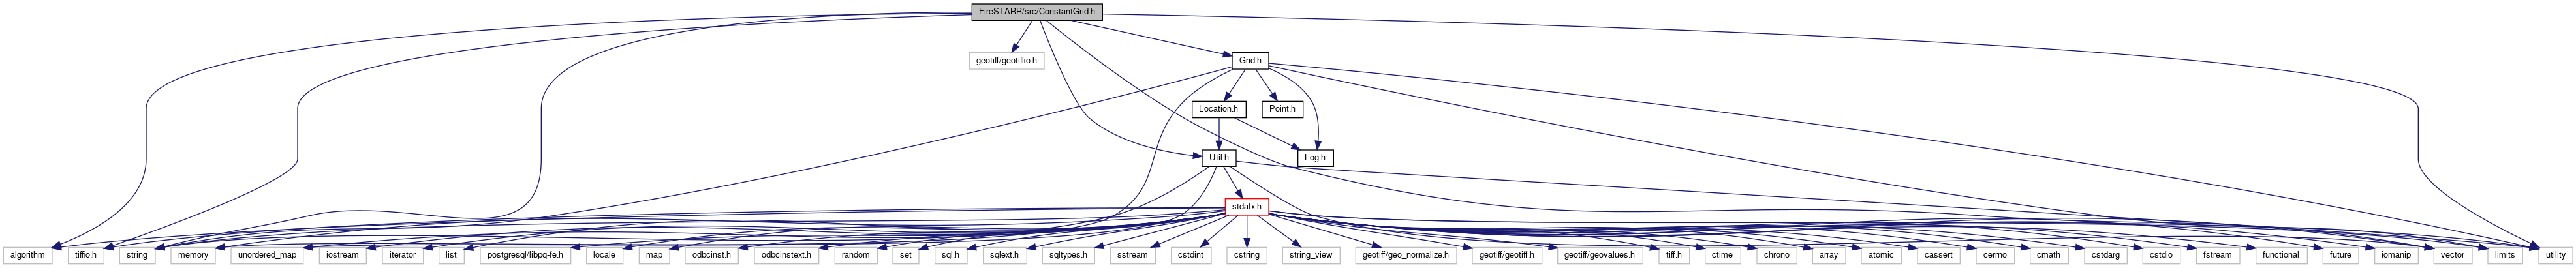 FireSTARR/src/ConstantGrid.h
geotiff/geotiffio.h
Grid.h
Location.h
Point.h
Util.h
Log.h
stdafx.h
algorithm
tiffio.h
string
memory
unordered_map
iostream
iterator
list
postgresql/libpq-fe.h
locale
map
odbcinst.h
odbcinstext.h
random
set
sql.h
sqlext.h
sqltypes.h
sstream
cstdint
cstring
string_view
geotiff/geo_normalize.h
geotiff/geotiff.h
geotiff/geovalues.h
tiff.h
ctime
chrono
array
atomic
cassert
cerrno
cmath
cstdarg
cstdio
fstream
functional
future
iomanip
vector
limits
utility